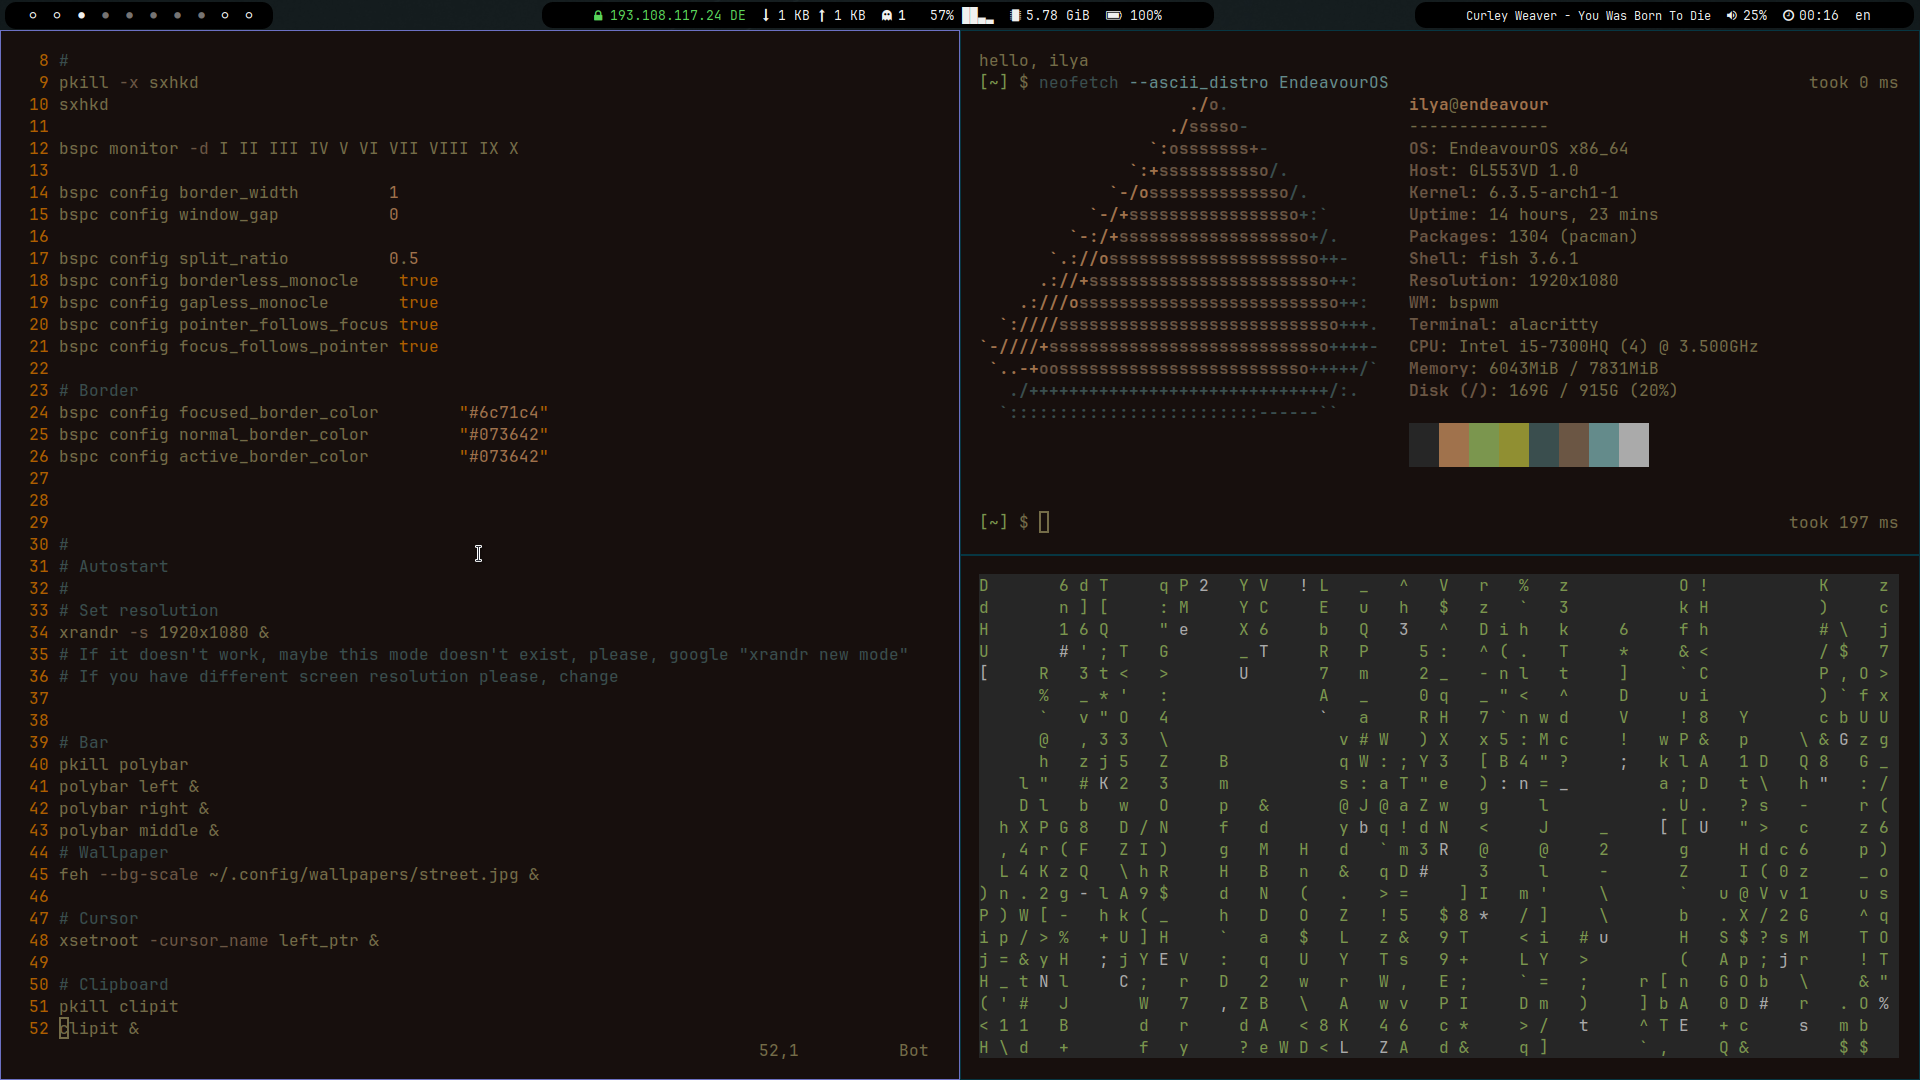 193.108.117.24 DE 1 KB 1 KB 1 57% 5.78 GiB 100%
Curley Weaver - You Was Born To Die 25% 00:16 en
8 #
9 pkill -x sxhkd
10 sxhkd
11
12 bspc monitor -d I II III IV V VI VII VIII IX X
13
14 bspc config border_width 1
15 bspc config window_gap 0
16
17 bspc config split_ratio 0.5
18 bspc config borderless_monocle true
19 bspc config gapless_monocle true
20 bspc config pointer_follows_focus true
21 bspc config focus_follows_pointer true
22
23 # Border
24 bspc config focused_border_color "#6c71c4"
25 bspc config normal_border_color "#073642"
26 bspc config active_border_color "#073642"
27
28
29
30 #
31 # Autostart
32 #
33 # Set resolution
34 xrandr -s 1920x1080 &
35 # If it doesn't work, maybe this mode doesn't exist, please, google "xrandr new mode"
36 # If you have different screen resolution please, change
37
38
39 # Bar
40 pkill polybar
41 polybar left &
42 polybar right &
43 polybar middle &
44 # Wallpaper
45 feh --bg-scale ~/.config/wallpapers/street.jpg &
46
47 # Cursor
48 xsetroot -cursor_name left_ptr &
49
50 # Clipboard
51 pkill clipit
52 clipit &
52,1 Bot
hello, ilya
[~] $ neofetch --ascii_distro EndeavourOS took 0 ms
ilya@endeavour
--------------
OS: EndeavourOS x86_64
Host: GL553VD 1.0
Kernel: 6.3.5-arch1-1
Uptime: 14 hours, 23 mins
Packages: 1304 (pacman)
Shell: fish 3.6.1
Resolution: 1920x1080
WM: bspwm
Terminal: alacritty
CPU: Intel i5-7300HQ (4) @ 3.500GHz
Memory: 6043MiB / 7831MiB
Disk (/): 169G / 915G (20%)
[~] $ took 197 ms